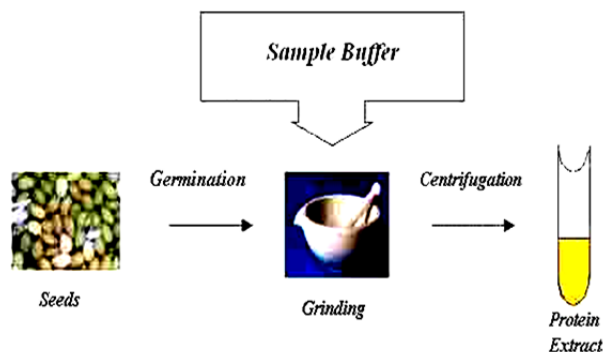 Sample Buffer
Germination
Centrifugation
Seeds
Grinding
Protein
Extract